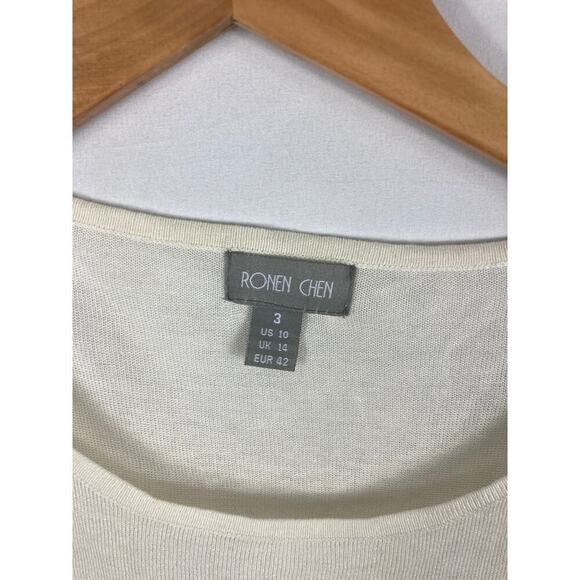 RONEN CHEN
3
US 10
UK 14
EUR 42